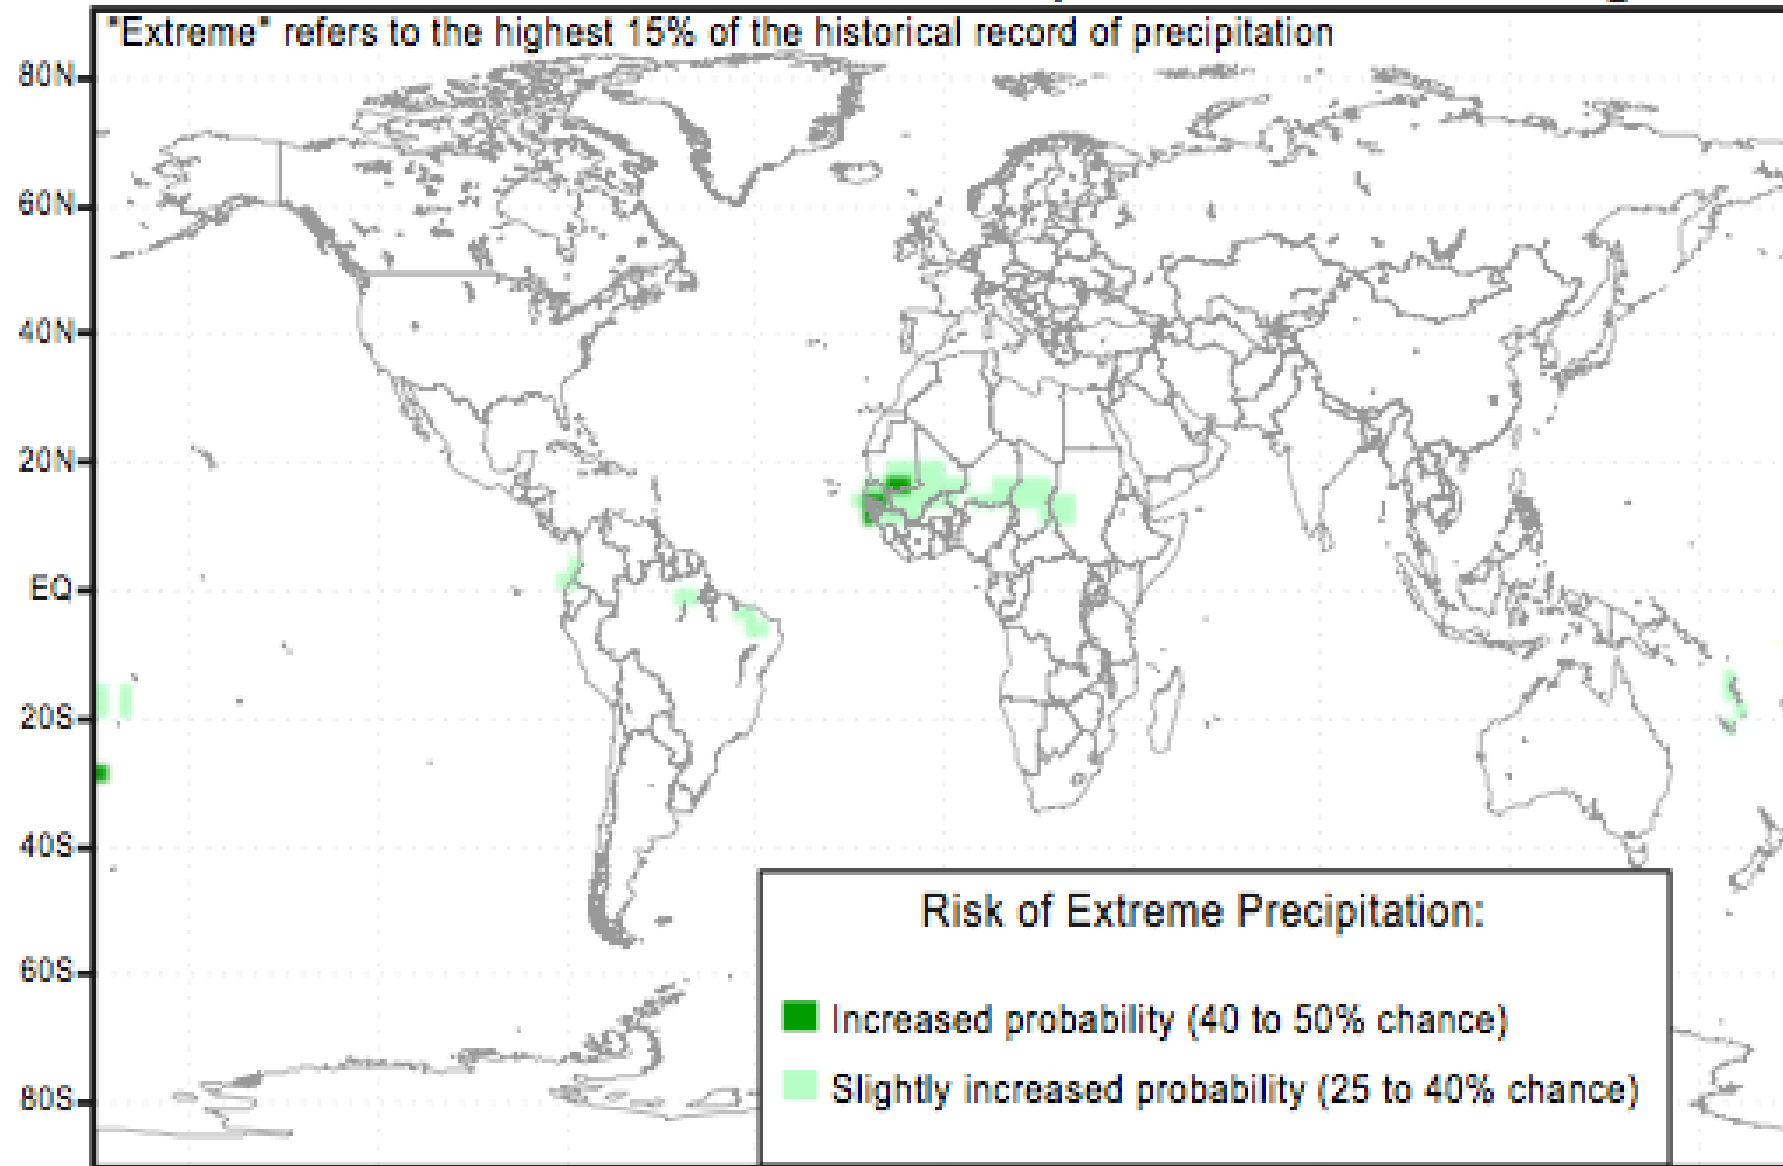 "Extreme" refers to the highest 15% of the historical record of precipitation
80N
60N
40N
20N
EQ
20S
40S
60S
80S
Risk of Extreme Precipitation:
Increased probability (40 to 50% chance)
Slightly increased probability (25 to 40% chance)